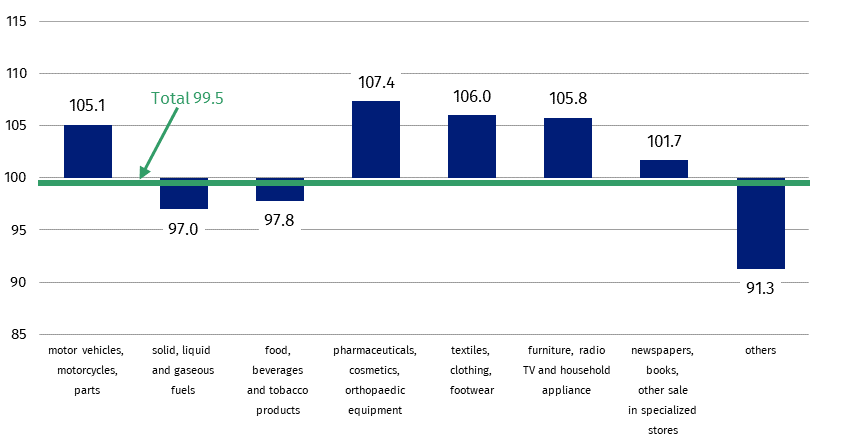 115
110
105
100
95
90
85
Total 99.5
105.1
97.0
97.8
107.4
106.0
105.8
101.7
91.3
motor vehicles,
motorcycles,
parts
solid, liquid
and gaseous
fuels
food,
beverages
and tobacco
products
pharmaceuticals,
cosmetics,
orthopaedic
equipment
textiles,
clothing,
footwear
furniture, radio
TV and household
appliance
newspapers,
books,
other sale
in specialized
stores
others